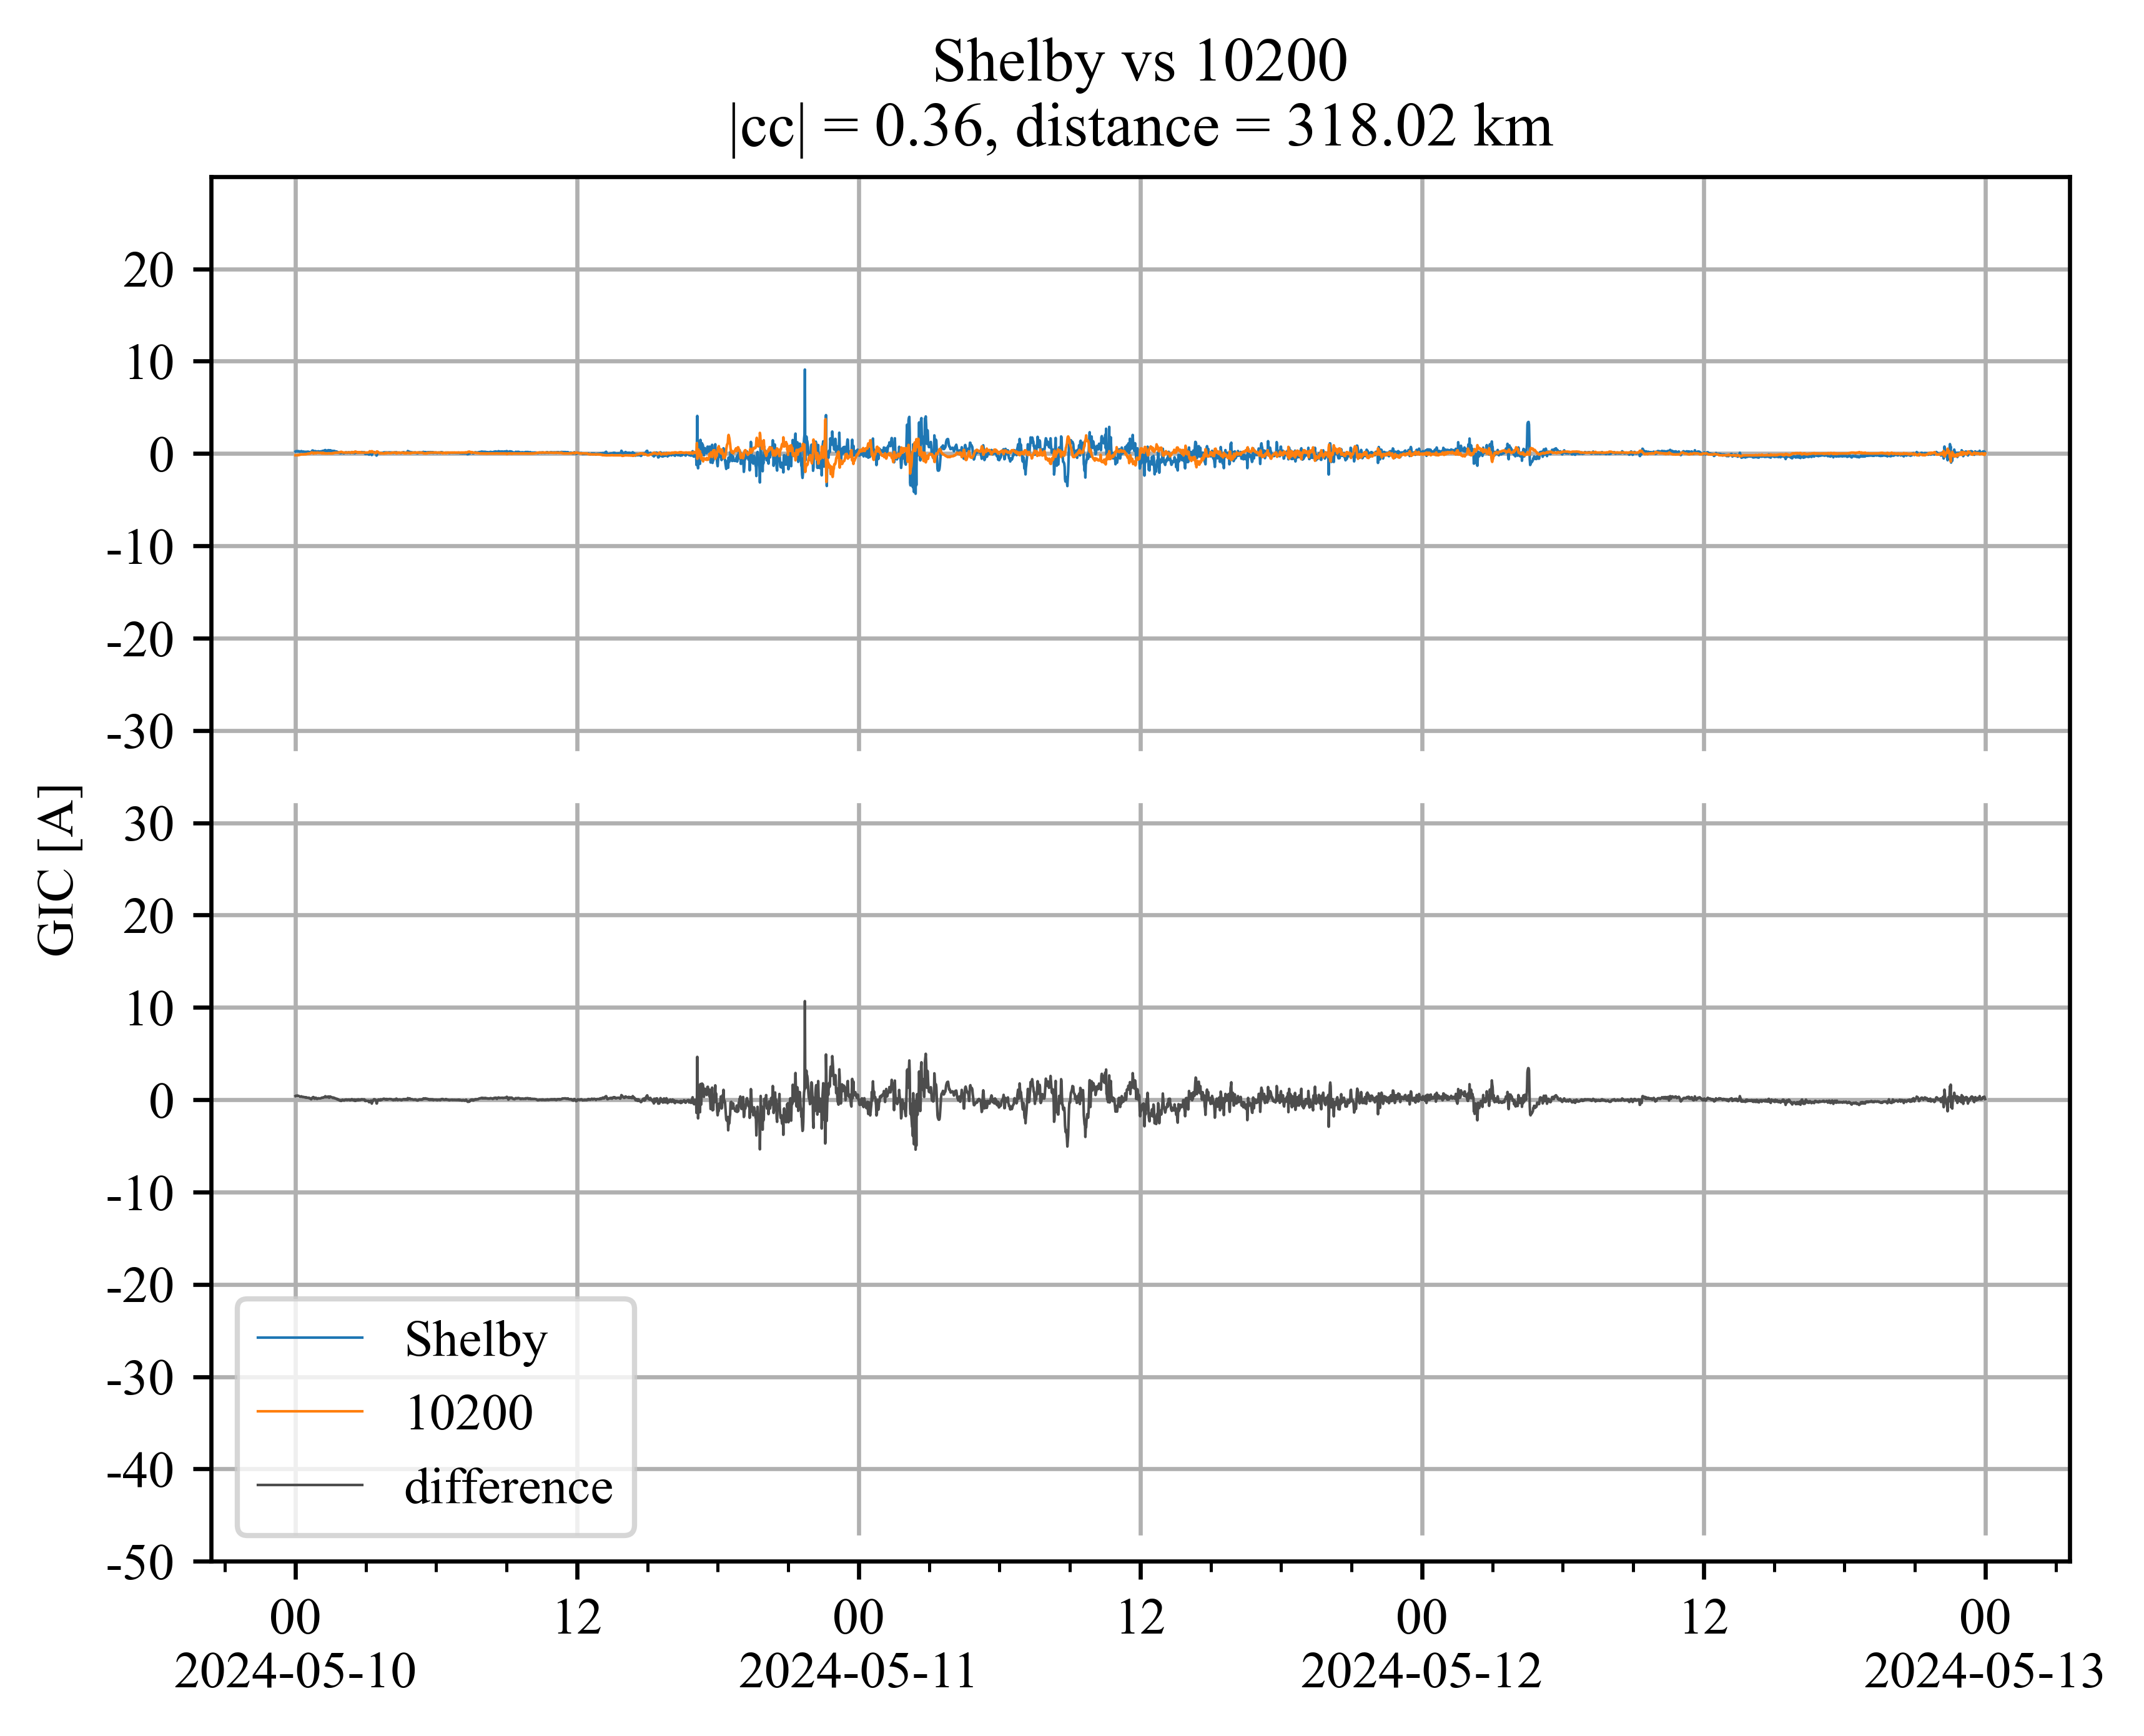 Shelby vs 10200
|cc| = 0.36, distance = 318.02 km
20
10
0
-10
-20
-30
30
20
10
0
-10
-20
-30
-40
-50
GIC [A]
Shelby
10200
difference
00 12 00 12 00 12 00
2024-05-10 2024-05-11 2024-05-12 2024-05-13